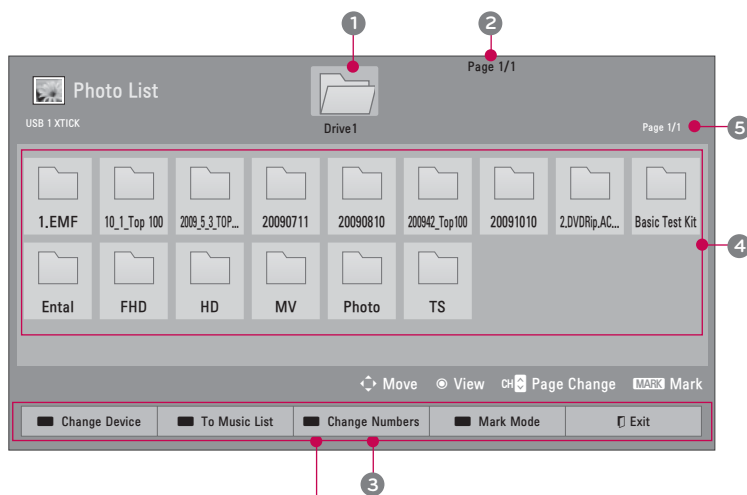 1
2
Page 1/1
Photo List
USB 1 XTICK
Drive1
Page 1/1
5
1.EMF
10_1_Top 100
2009_5_3_TOP...
20090711
20090810
200942_Top100
20091010
2.DVDRip,AC...
Basic Test Kit
4
Ental
FHD
HD
MV
Photo
TS
Move
View
CH Page Change
MARK Mark
Change Device
To Music List
Change Numbers
Mark Mode
Exit
3